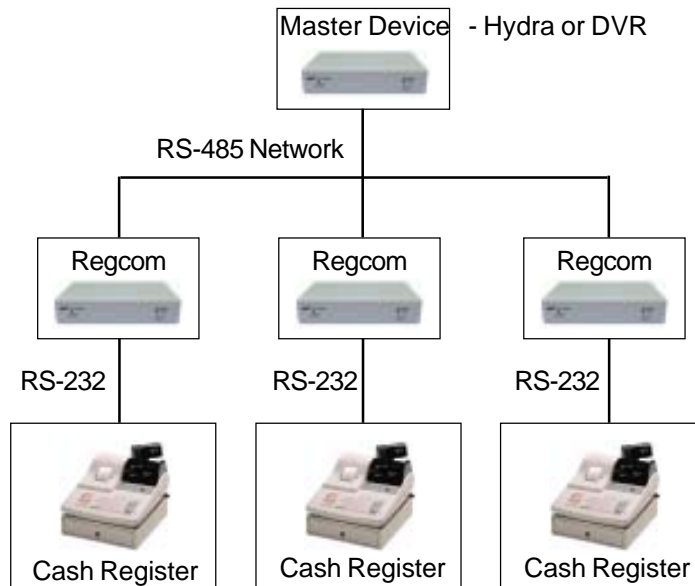 Master Device - Hydra or DVR
RS-485 Network
Regcom
Regcom
Regcom
RS-232
RS-232
RS-232
Cash Register
Cash Register
Cash Register